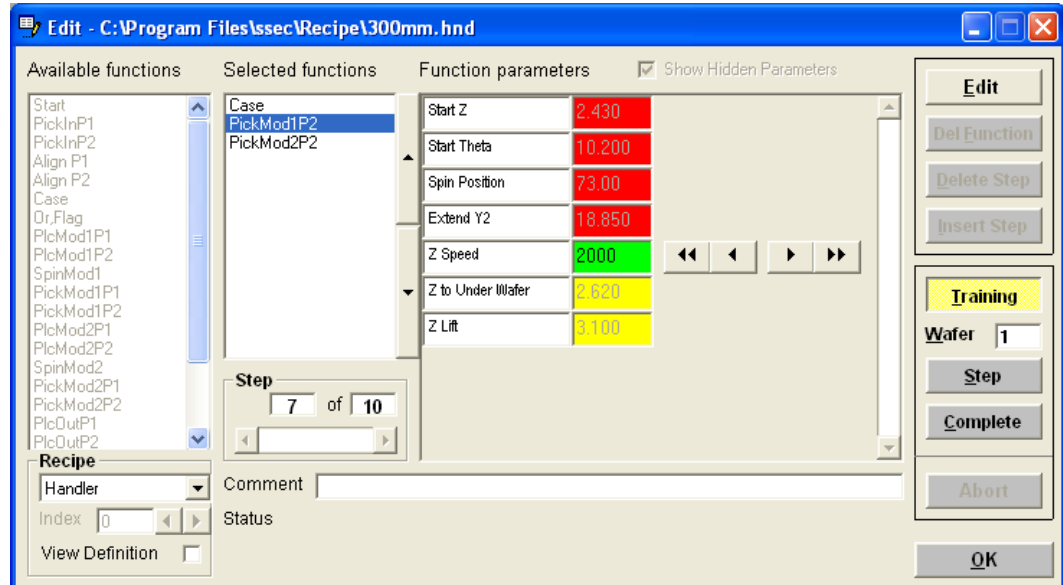 Edit - C:\Program Files\ssec\Recipe\300mm.hnd
Available functions
Start
PickInP1
PickInP2
Align P1
Align P2
Case
Or,Flag
PlcMod1P1
PlcMod1P2
SpinMod1
PickMod1P1
PickMod1P2
PlcMod2P1
PlcMod2P2
SpinMod2
PickMod2P1
PickMod2P2
PlcOutP1
PlcOutP2
Recipe
Handler
Index 0
View Definition
Selected functions
Case
PickMod1P2
PickMod2P2
Step
7 of 10
Function parameters
Show Hidden Parameters
Start Z 2.430
Start Theta 10.200
Spin Position 73.00
Extend Y2 18.850
Z Speed 2000
Z to Under Wafer 2.620
Z Lift 3.100
Comment
Status
Edit
Del Function
Delete Step
Insert Step
Training
Wafer 1
Step
Complete
Abort
OK